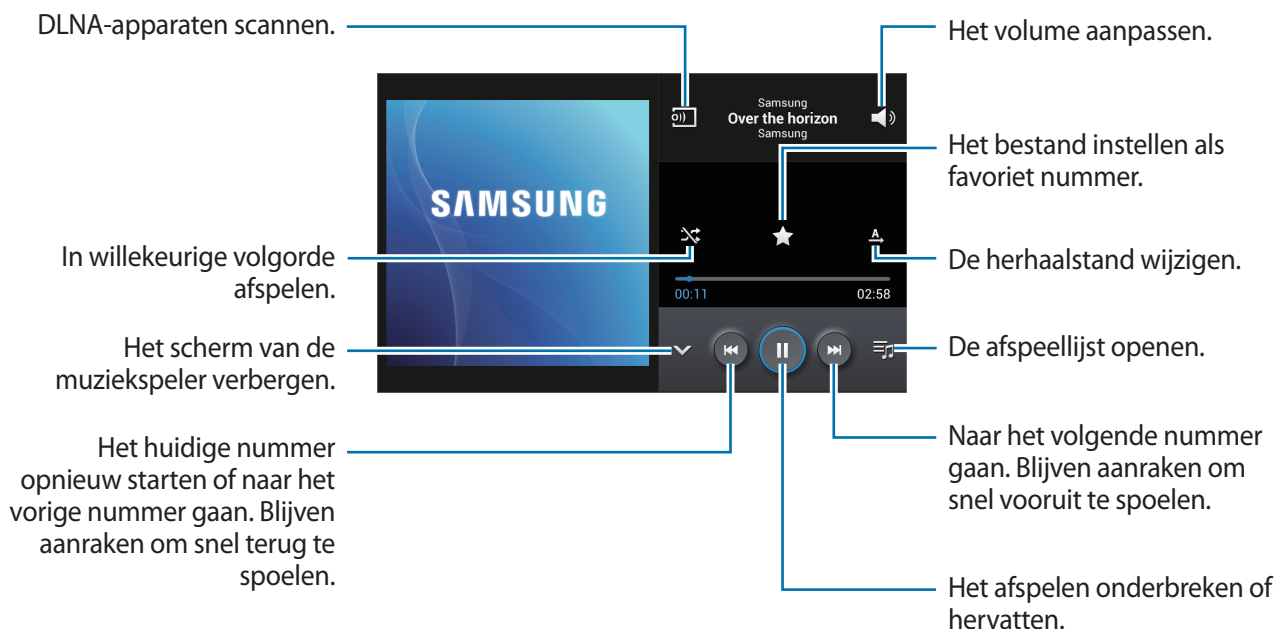 DLNA-apparaten scannen.
Het volume aanpassen.
Samsung
Over the horizon
Samsung
Het bestand instellen als
favoriet nummer.
SAMSUNG
In willekeurige volgorde
afspelen.
A
De herhaalstand wijzigen.
00:11
02:58
Het scherm van de
muziekspeler verbergen.
De afspeellijst openen.
Het huidige nummer
opnieuw starten of naar het
vorige nummer gaan. Blijven
aanraken om snel terug te
spoelen.
Naar het volgende nummer
gaan. Blijven aanraken om
snel vooruit te spoelen.
Het afspelen onderbreken of
hervatten.